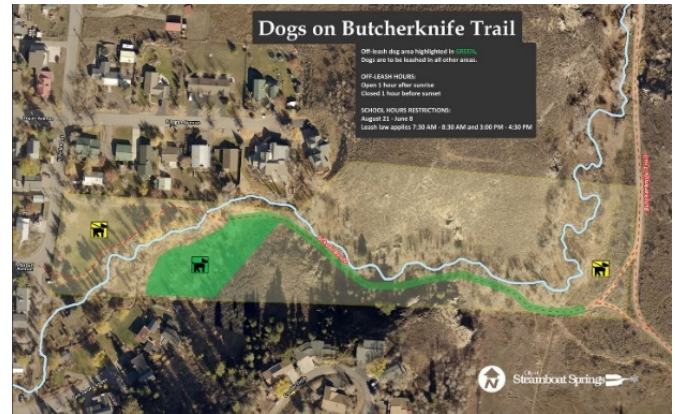 Dogs on Butcherknife Trail
Off-leash dog area highlighted in GREEN.
Dogs are to be leashed in all other areas.
OFF-LEASH HOURS:
Open 1 hour after sunrise
Closed 1 hour before sunset
SCHOOL HOURS RESTRICTIONS:
August 21 - June 8
Leash law applies 7:30 AM - 8:30 AM and 3:00 PM - 4:30 PM
Butcherknife Trail
N
City of
Steamboat Springs